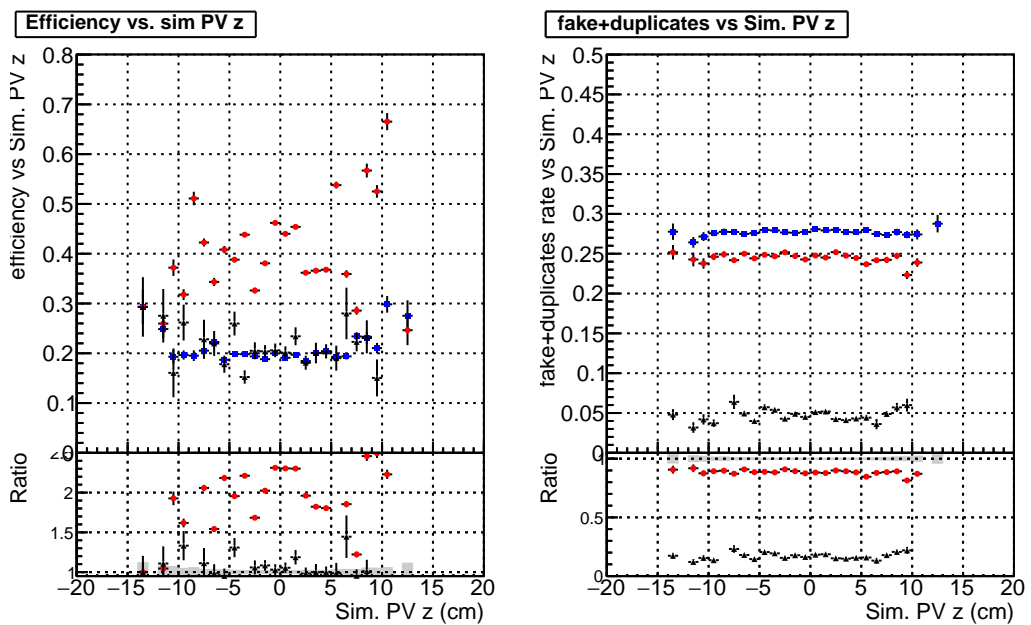 Efficiency vs. sim PV z
efficiency vs Sim. PV z
0.8
0.7
0.6
0.5
0.4
0.3
0.2
0.1
0
Ratio
2
1.5
1
−20 −15 −10 −5 0 5 10 15 20
Sim. PV z (cm)
fake+duplicates vs Sim. PV z
fake+duplicates rate vs Sim. PV z
0.5
0.45
0.4
0.35
0.3
0.25
0.2
0.15
0.1
0.05
0
Ratio
0.5
0
−20 −15 −10 −5 0 5 10 15 20
Sim. PV z (cm)